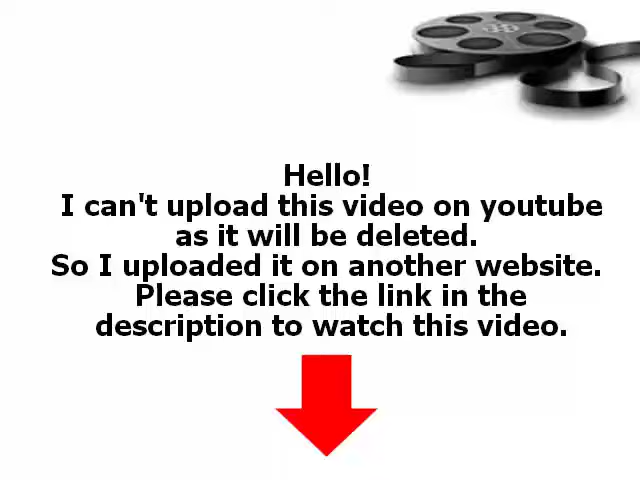 Hello!
I can't upload this video on youtube
as it will be deleted.
So I uploaded it on another website.
Please click the link in the
description to watch this video.